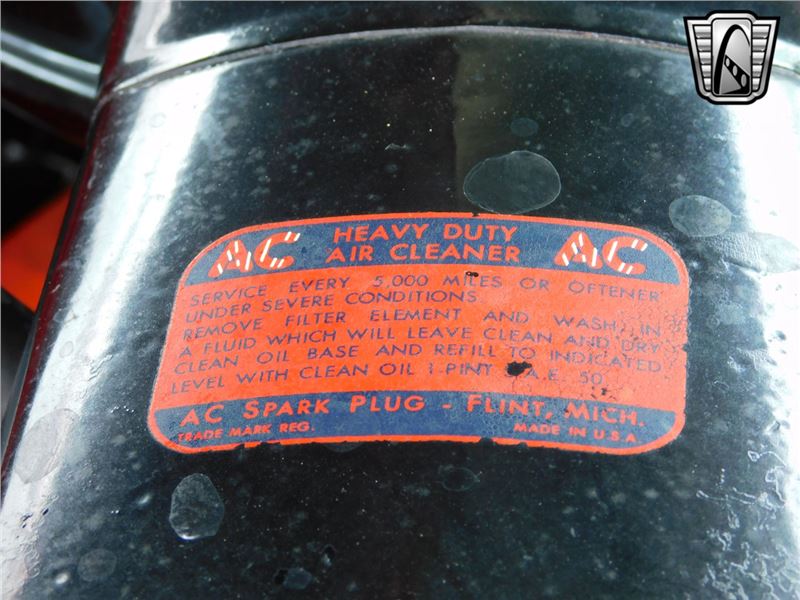 AC HEAVY DUTY AC
AIR CLEANER
SERVICE EVERY 5,000 MILES OR OFTENER
UNDER SEVERE CONDITIONS.
REMOVE FILTER ELEMENT AND WASH IN
A FLUID WHICH WILL LEAVE CLEAN AND DRY
CLEAN OIL BASE AND REFILL TO INDICATED
LEVEL WITH CLEAN OIL 1 PINT A.E. 50
AC SPARK PLUG - FLINT, MICH.
TRADE MARK REG. MADE IN U.S.A.